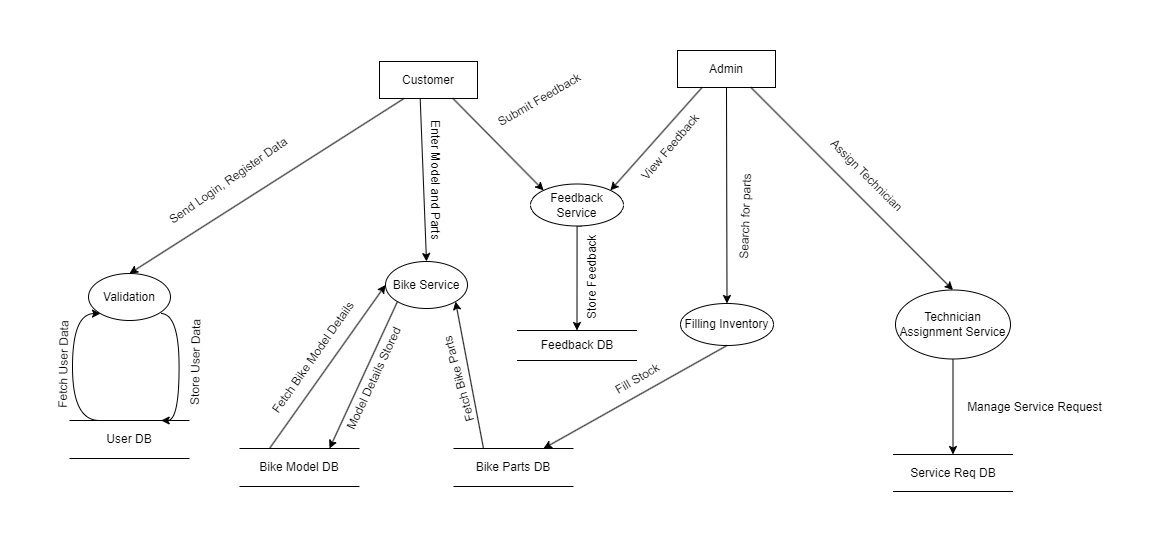 Admin
Customer
Submit Feedback
View Feedback
Assign Technician
Send Login, Register Data
Enter Model and Parts
Search for parts
Feedback
Service
Store Feedback
Validation
Bike Service
Filling Inventory
Technician
Assignment Service
Fetch User Data
Store User Data
Fetch Bike Model Details
Model Details Stored
Fetch Bike Parts
Feedback DB
Fill Stock
Manage Service Request
User DB
Bike Model DB
Bike Parts DB
Service Req DB